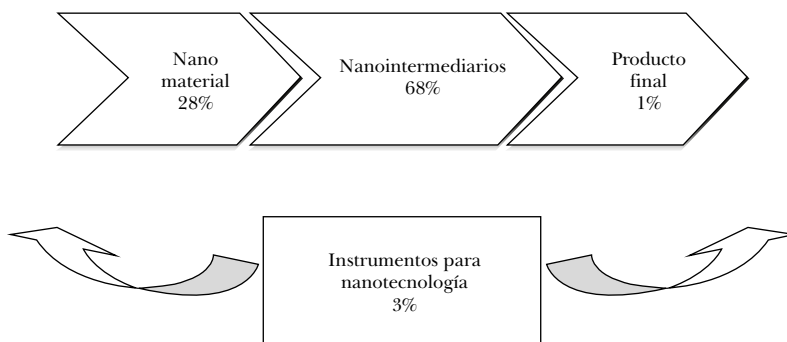 Nano
material
28%
Nanointermediarios
68%
Producto
final
1%
Instrumentos para
nanotecnología
3%